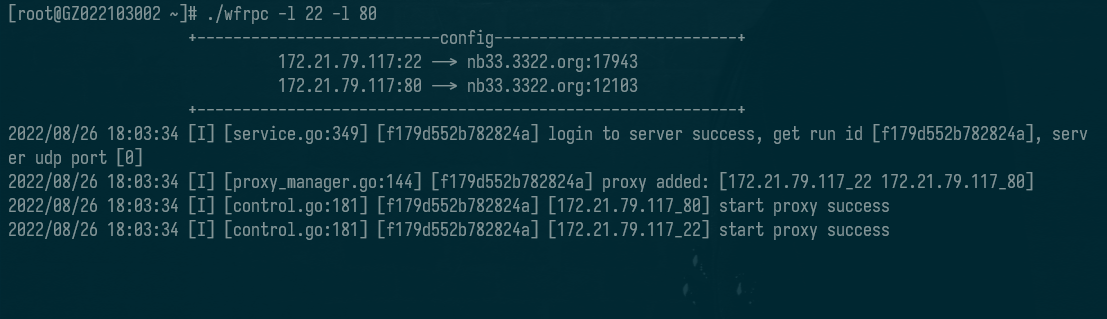 [root@GZ022103002 ~]# ./wfrpc -l 22 -l 80
+---------------------------config---------------------------+
172.21.79.117:22 ──> nb33.3322.org:17943
172.21.79.117:80 ──> nb33.3322.org:12103
+------------------------------------------------------------+
2022/08/26 18:03:34 [I] [service.go:349] [f179d552b782824a] login to server success, get run id [f179d552b782824a], serv
er udp port [0]
2022/08/26 18:03:34 [I] [proxy_manager.go:144] [f179d552b782824a] proxy added: [172.21.79.117_22 172.21.79.117_80]
2022/08/26 18:03:34 [I] [control.go:181] [f179d552b782824a] [172.21.79.117_80] start proxy success
2022/08/26 18:03:34 [I] [control.go:181] [f179d552b782824a] [172.21.79.117_22] start proxy success